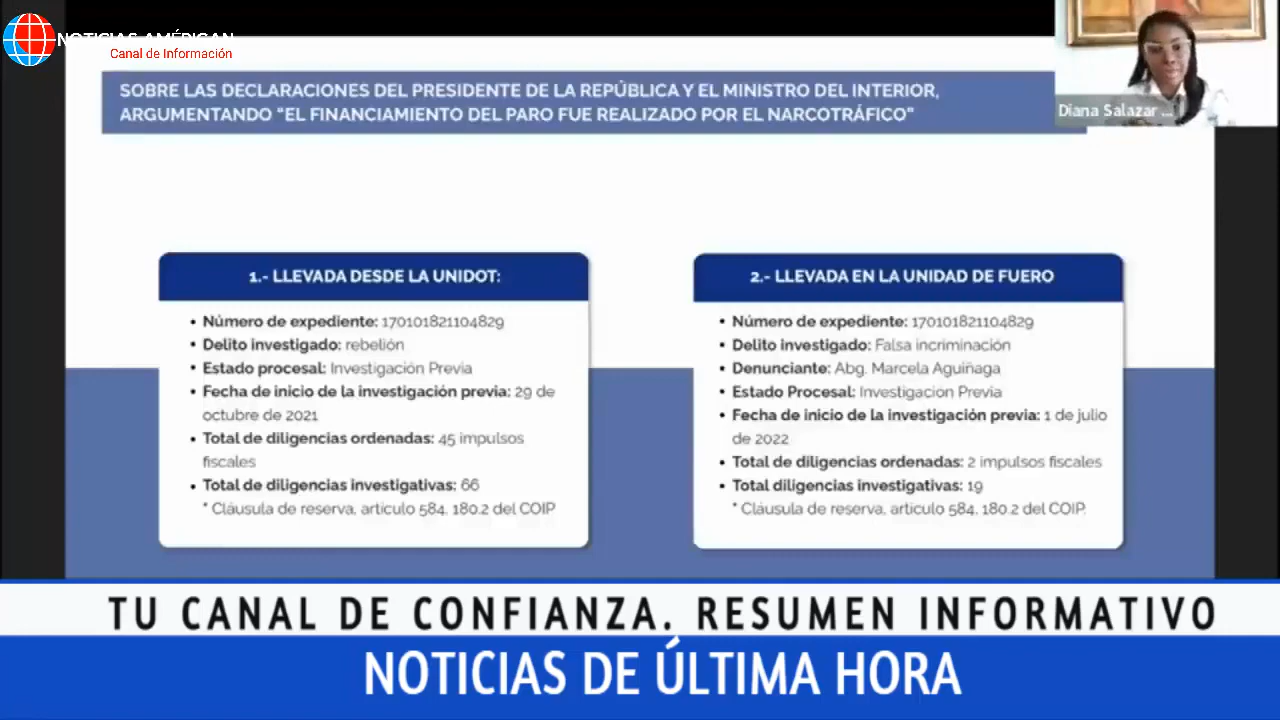 NOTICIAS AMÉRICAN
Canal de Información
SOBRE LAS DECLARACIONES DEL PRESIDENTE DE LA REPÚBLICA Y EL MINISTRO DEL INTERIOR,
ARGUMENTANDO "EL FINANCIAMIENTO DEL PARO FUE REALIZADO POR EL NARCOTRÁFICO"
Diana Salazar ...
1.- LLEVADA DESDE LA UNIDOT:
• Número de expediente: 170101821104829
• Delito investigado: rebelión
• Estado procesal: Investigación Previa
• Fecha de inicio de la investigación previa: 29 de
octubre de 2021
• Total de diligencias ordenadas: 45 impulsos
fiscales
• Total de diligencias investigativas: 66
* Cláusula de reserva, artículo 584, 180.2 del COIP
2.- LLEVADA EN LA UNIDAD DE FUERO
• Número de expediente: 170101821104829
• Delito investigado: Falsa incriminación
• Denunciante: Abg. Marcela Aguiñaga
• Estado Procesal: Investigacion Previa
• Fecha de inicio de la investigación previa: 1 de julio
de 2022
• Total de diligencias ordenadas: 2 impulsos fiscales
• Total diligencias investigativas: 19
* Cláusula de reserva, artículo 584, 180.2 del COIP.
TU CANAL DE CONFIANZA. RESUMEN INFORMATIVO
NOTICIAS DE ÚLTIMA HORA